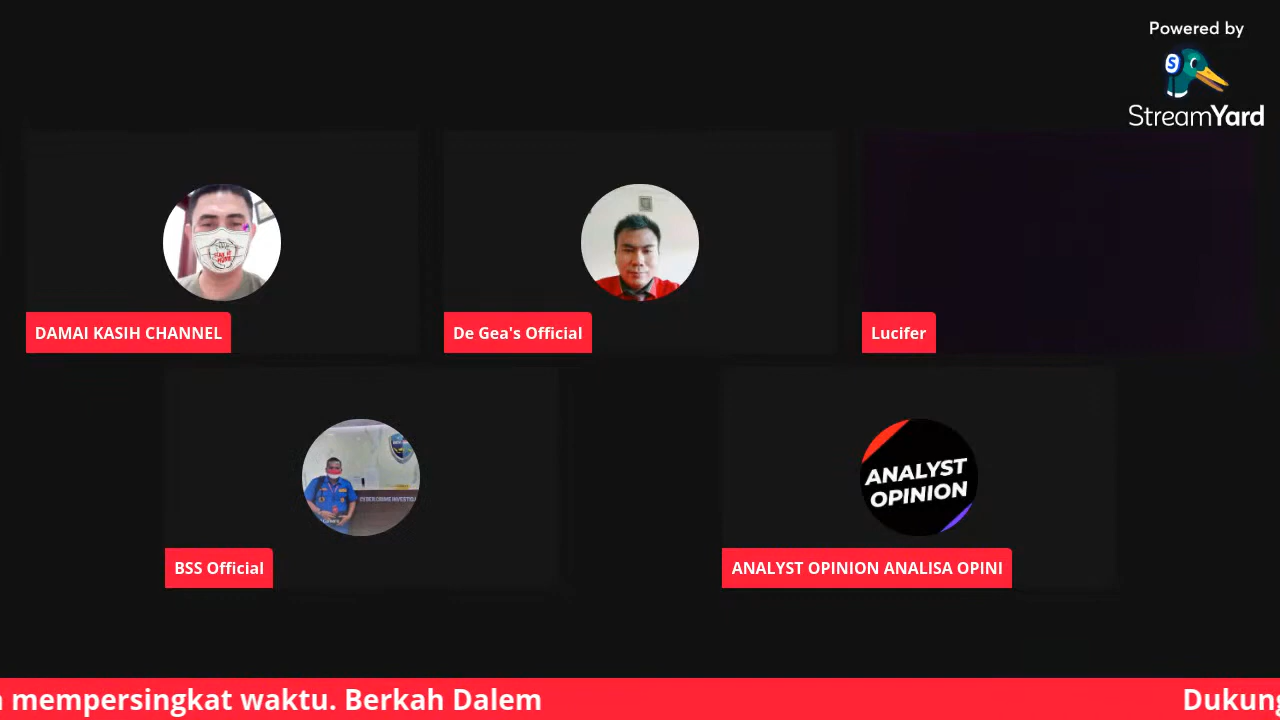 Powered by
StreamYard
DAMAI KASIH CHANNEL
De Gea's Official
Lucifer
BSS Official
ANALYST
OPINION
ANALYST OPINION ANALISA OPINI
mempersingkat waktu. Berkah Dalem